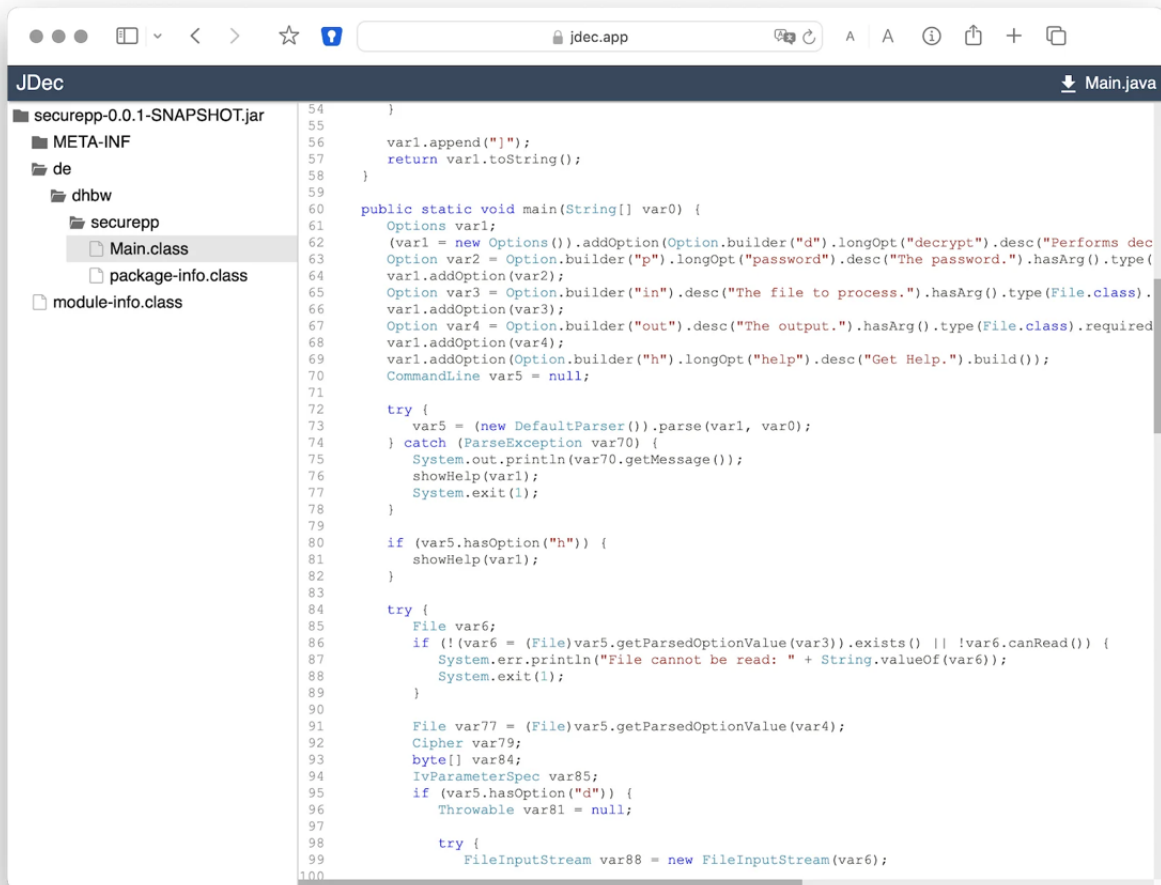 jdec.app
A A
JDec
Main.java
securepp-0.0.1-SNAPSHOT.jar
META-INF
de
dhbw
securepp
Main.class
package-info.class
module-info.class
54 }
55
56 var1.append("]");
57 return var1.toString();
58 }
59
60 public static void main(String[] var0) {
61 Options var1;
62 (var1 = new Options()).addOption(Option.builder("d").longOpt("decrypt").desc("Performs dec
63 Option var2 = Option.builder("p").longOpt("password").desc("The password.").hasArg().type(
64 var1.addOption(var2);
65 Option var3 = Option.builder("in").desc("The file to process.").hasArg().type(File.class).
66 var1.addOption(var3);
67 Option var4 = Option.builder("out").desc("The output.").hasArg().type(File.class).required
68 var1.addOption(var4);
69 var1.addOption(Option.builder("h").longOpt("help").desc("Get Help.").build());
70 CommandLine var5 = null;
71
72 try {
73 var5 = (new DefaultParser()).parse(var1, var0);
74 } catch (ParseException var70) {
75 System.out.println(var70.getMessage());
76 showHelp(var1);
77 System.exit(1);
78 }
79
80 if (var5.hasOption("h")) {
81 showHelp(var1);
82 }
83
84 try {
85 File var6;
86 if (!(var6 = (File)var5.getParsedOptionValue(var3)).exists() || !var6.canRead()) {
87 System.err.println("File cannot be read: " + String.valueOf(var6));
88 System.exit(1);
89 }
90
91 File var77 = (File)var5.getParsedOptionValue(var4);
92 Cipher var79;
93 byte[] var84;
94 IvParameterSpec var85;
95 if (var5.hasOption("d")) {
96 Throwable var81 = null;
97
98 try {
99 FileInputStream var88 = new FileInputStream(var6);
100